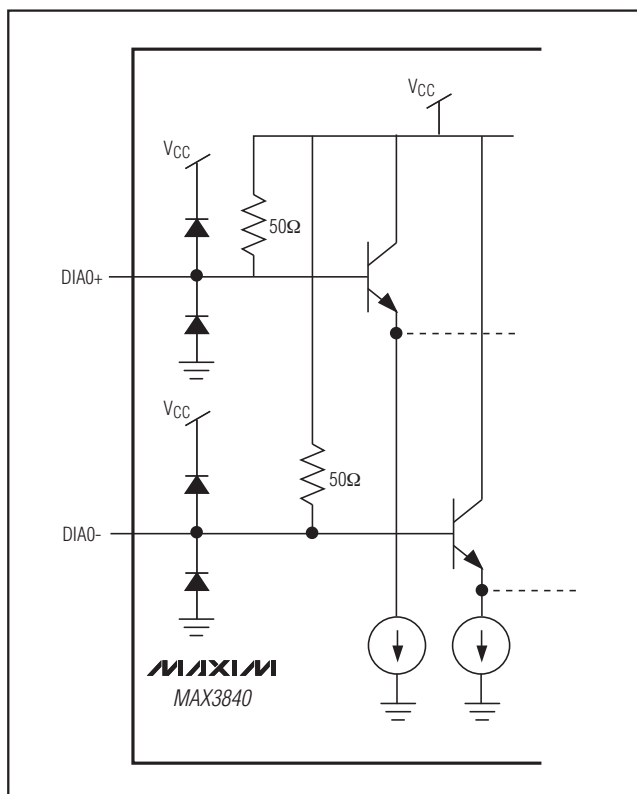 VCC
VCC
50Ω
DIA0+
VCC
50Ω
DIA0-
MAXIM
MAX3840